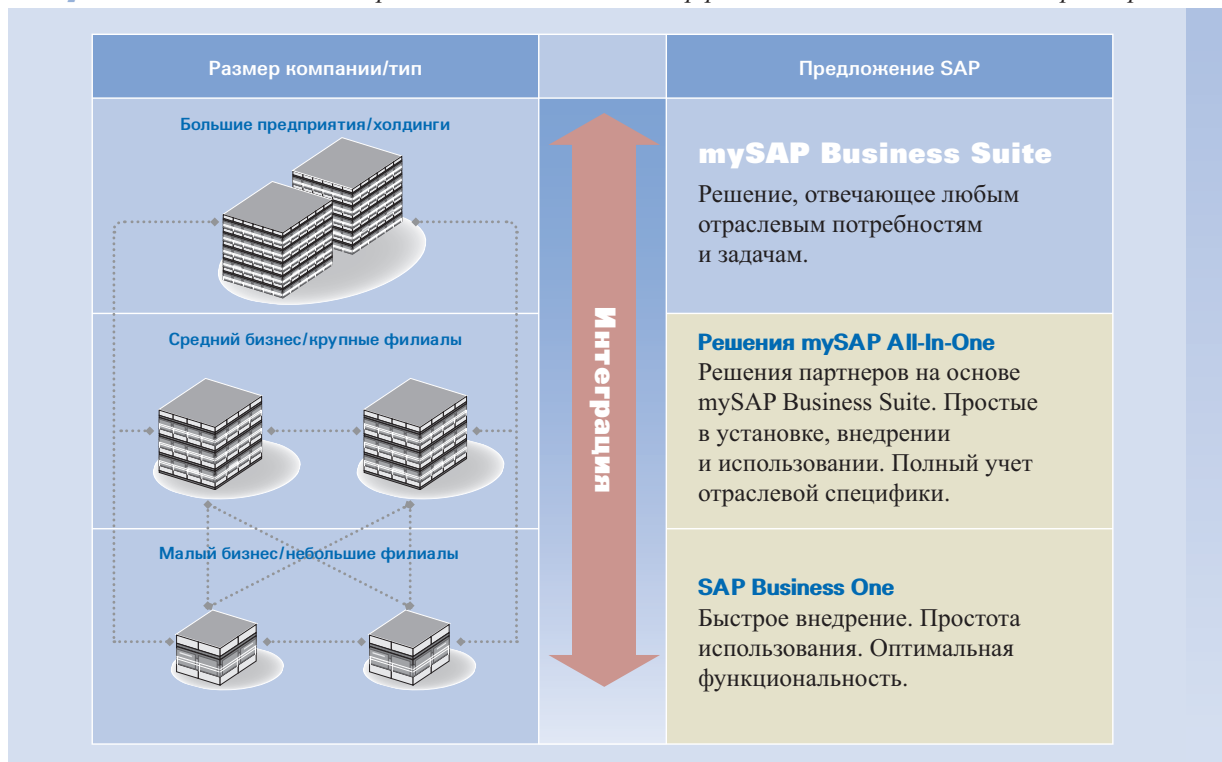 Размер компании/тип
Предложение SAP
Большие предприятия/холдинги
mySAP Business Suite
Решение, отвечающее любым
отраслевым потребностям
и задачам.
Интеграция
Средний бизнес/крупные филиалы
Решения mySAP All-In-One
Решения партнеров на основе
mySAP Business Suite. Простые
в установке, внедрении
и использовании. Полный учет
отраслевой специфики.
Малый бизнес/небольшие филиалы
SAP Business One
Быстрое внедрение. Простота
использования. Оптимальная
функциональность.